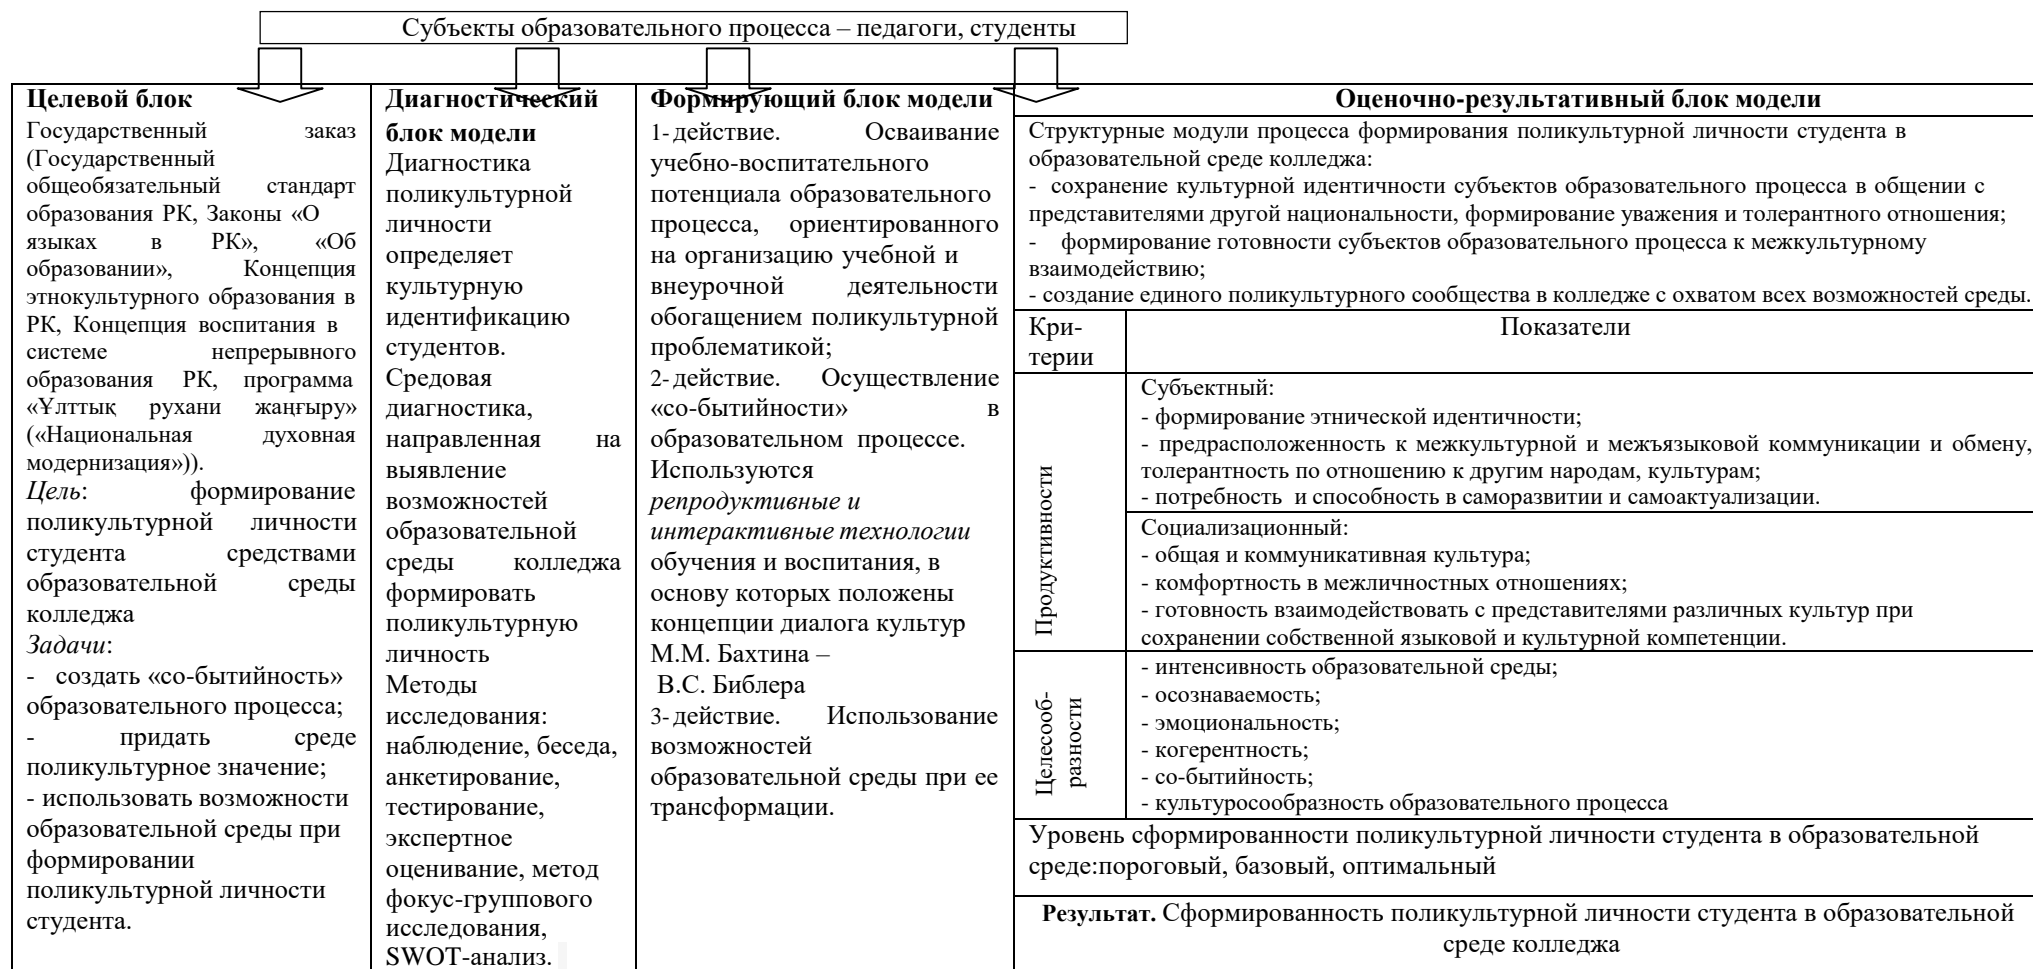 Субъекты образовательного процесса – педагоги, студенты
Целевой блок
Государственный заказ
(Государственный
общеобязательный стандарт
образования РК, Законы «О
языках в РК», «Об
образовании», Концепция
этнокультурного образования в
РК, Концепция воспитания в
системе непрерывного
образования РК, программа
«Ұлттық рухани жаңғыру»
(«Национальная духовная
модернизация»)).
Цель: формирование
поликультурной личности
студента средствами
образовательной среды
колледжа
Задачи:
- создать «со-бытийность»
образовательного процесса;
- придать среде
поликультурное значение;
- использовать возможности
образовательной среды при
формировании
поликультурной личности
студента.
Диагностический
блок модели
Диагностика
поликультурной
личности
определяет
культурную
идентификацию
студентов.
Средовая
диагностика,
направленная на
выявление
возможностей
образовательной
среды колледжа
формировать
поликультурную
личность
Методы
исследования:
наблюдение, беседа,
анкетирование,
тестирование,
экспертное
оценивание, метод
фокус-группового
исследования,
SWOT-анализ.
Формирующий блок модели
1- действие. Осваивание
учебно-воспитательного
потенциала образовательного
процесса, ориентированного
на организацию учебной и
внеурочной деятельности
обогащением поликультурной
проблематикой;
2- действие. Осуществление
«со-бытийности» в
образовательном процессе.
Используются
репродуктивные и
интерактивные технологии
обучения и воспитания, в
основу которых положены
концепции диалога культур
М.М. Бахтина –
В.С. Библера
3- действие. Использование
возможностей
образовательной среды при ее
трансформации.
Оценочно-результативный блок модели
Структурные модули процесса формирования поликультурной личности студента в
образовательной среде колледжа:
- сохранение культурной идентичности субъектов образовательного процесса в общении с
представителями другой национальности, формирование уважения и толерантного отношения;
- формирование готовности субъектов образовательного процесса к межкультурному
взаимодействию;
- создание единого поликультурного сообщества в колледже с охватом всех возможностей среды.
Кри-
терии
Показатели
Продуктивности
Субъектный:
- формирование этнической идентичности;
- предрасположенность к межкультурной и межъязыковой коммуникации и обмену,
толерантность по отношению к другим народам, культурам;
- потребность и способность в саморазвитии и самоактуализации.
Социализационный:
- общая и коммуникативная культура;
- комфортность в межличностных отношениях;
- готовность взаимодействовать с представителями различных культур при
сохранении собственной языковой и культурной компетенции.
Целесооб-
разности
- интенсивность образовательной среды;
- осознаваемость;
- эмоциональность;
- когерентность;
- со-бытийность;
- культуросообразность образовательного процесса
Уровень сформированности поликультурной личности студента в образовательной
среде:пороговый, базовый, оптимальный
Результат. Сформированность поликультурной личности студента в образовательной
среде колледжа